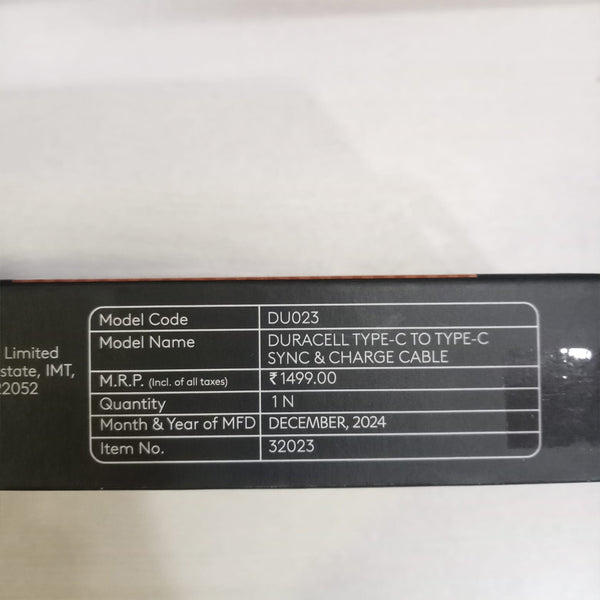 Limited
state, IMT,
22052
Model Code DU023
Model Name DURACELL TYPE-C TO TYPE-C
SYNC & CHARGE CABLE
M.R.P. (Incl. of all taxes) ₹1499.00
Quantity 1 N
Month & Year of MFD DECEMBER, 2024
Item No. 32023